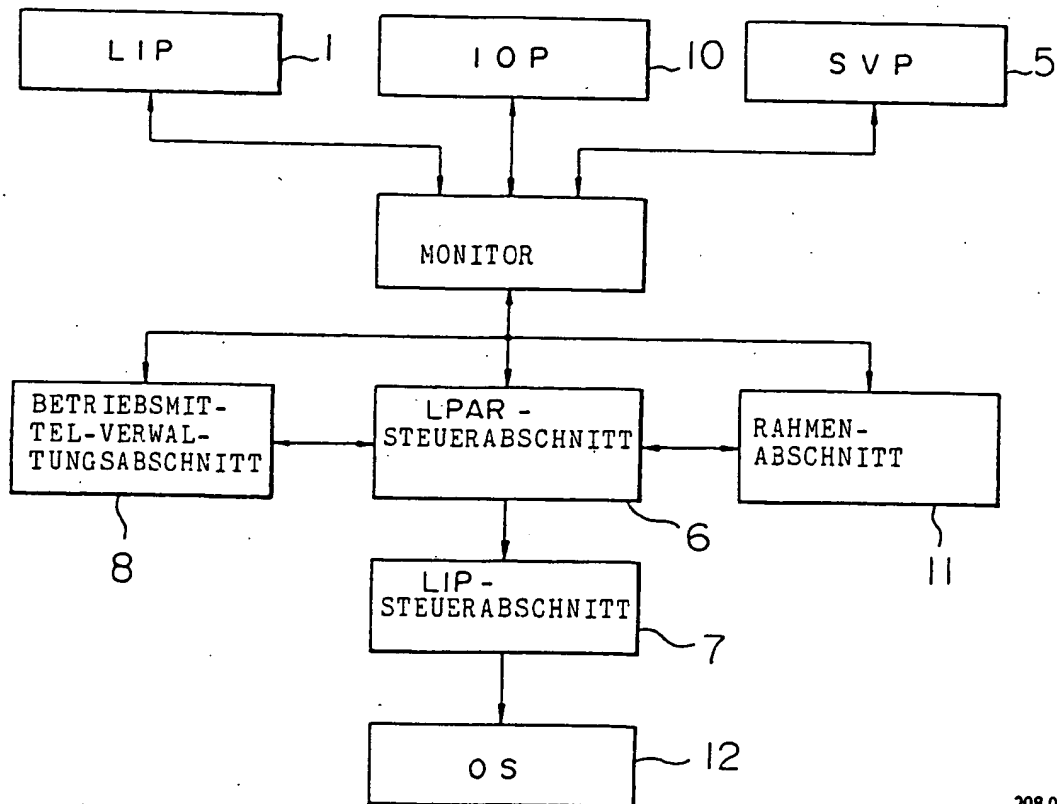 LIP
1
IOP
10
SVP
5
MONITOR
BETRIEBSMIT-
TEL-VERWAL-
TUNGSABSCHNITT
8
LPAR-
STEUERABSCHNITT
6
RAHMEN-
ABSCHNITT
11
LIP-
STEUERABSCHNITT
7
OS
12